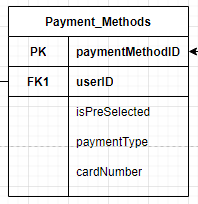 Payment_Methods
PK paymentMethodID
FK1 userID
isPreSelected
paymentType
cardNumber